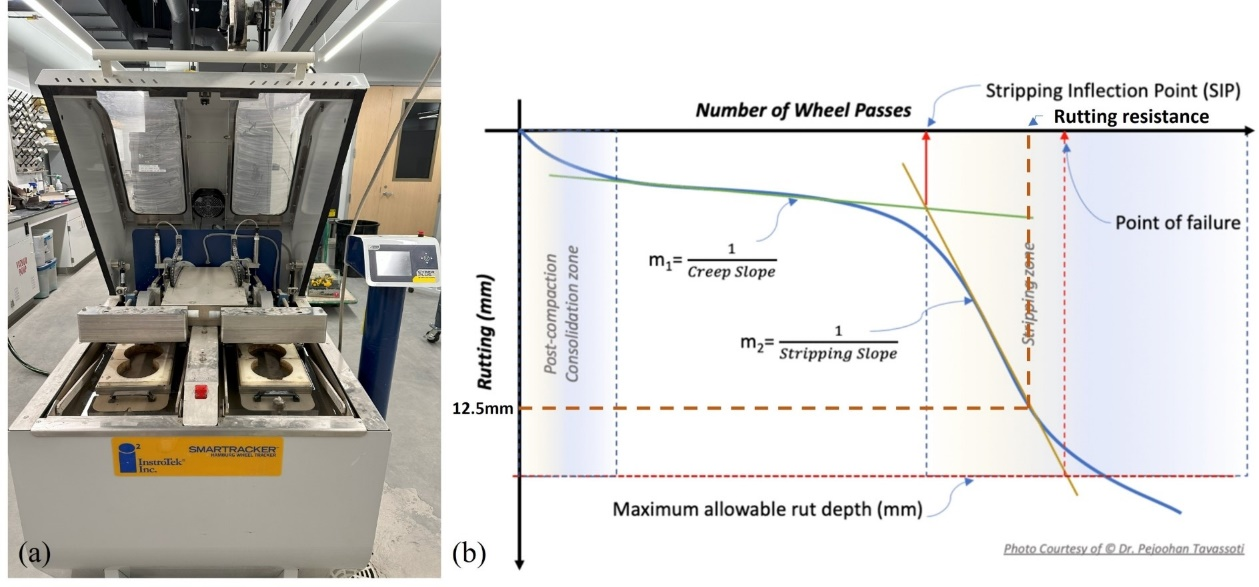 InstroTek®
Inc.
SMARTRACKER
HAMBURG WHEEL TRACKER
(a)
Stripping Inflection Point (SIP)
Number of Wheel Passes
Rutting resistance
Point of failure
m₁= 1 / Creep Slope
m₂= 1 / Stripping Slope
Post-compaction
Consolidation zone
Stripping zone
Rutting (mm)
12.5mm
Maximum allowable rut depth (mm)
(b)
Photo Courtesy of © Dr. Pejoohan Tavassoti